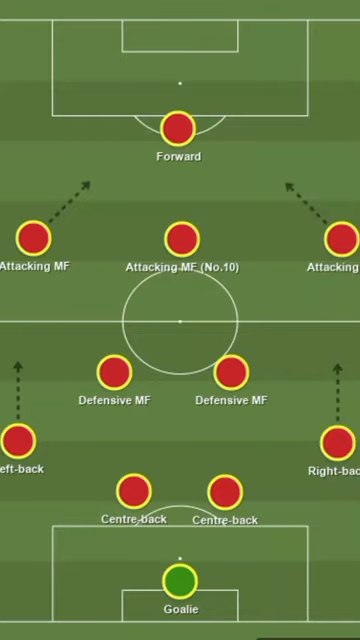 Forward
Attacking MF
Attacking MF (No.10)
Attacking
Defensive MF
Defensive MF
eft-back
Right-bac
Centre-back
Centre-back
Goalie